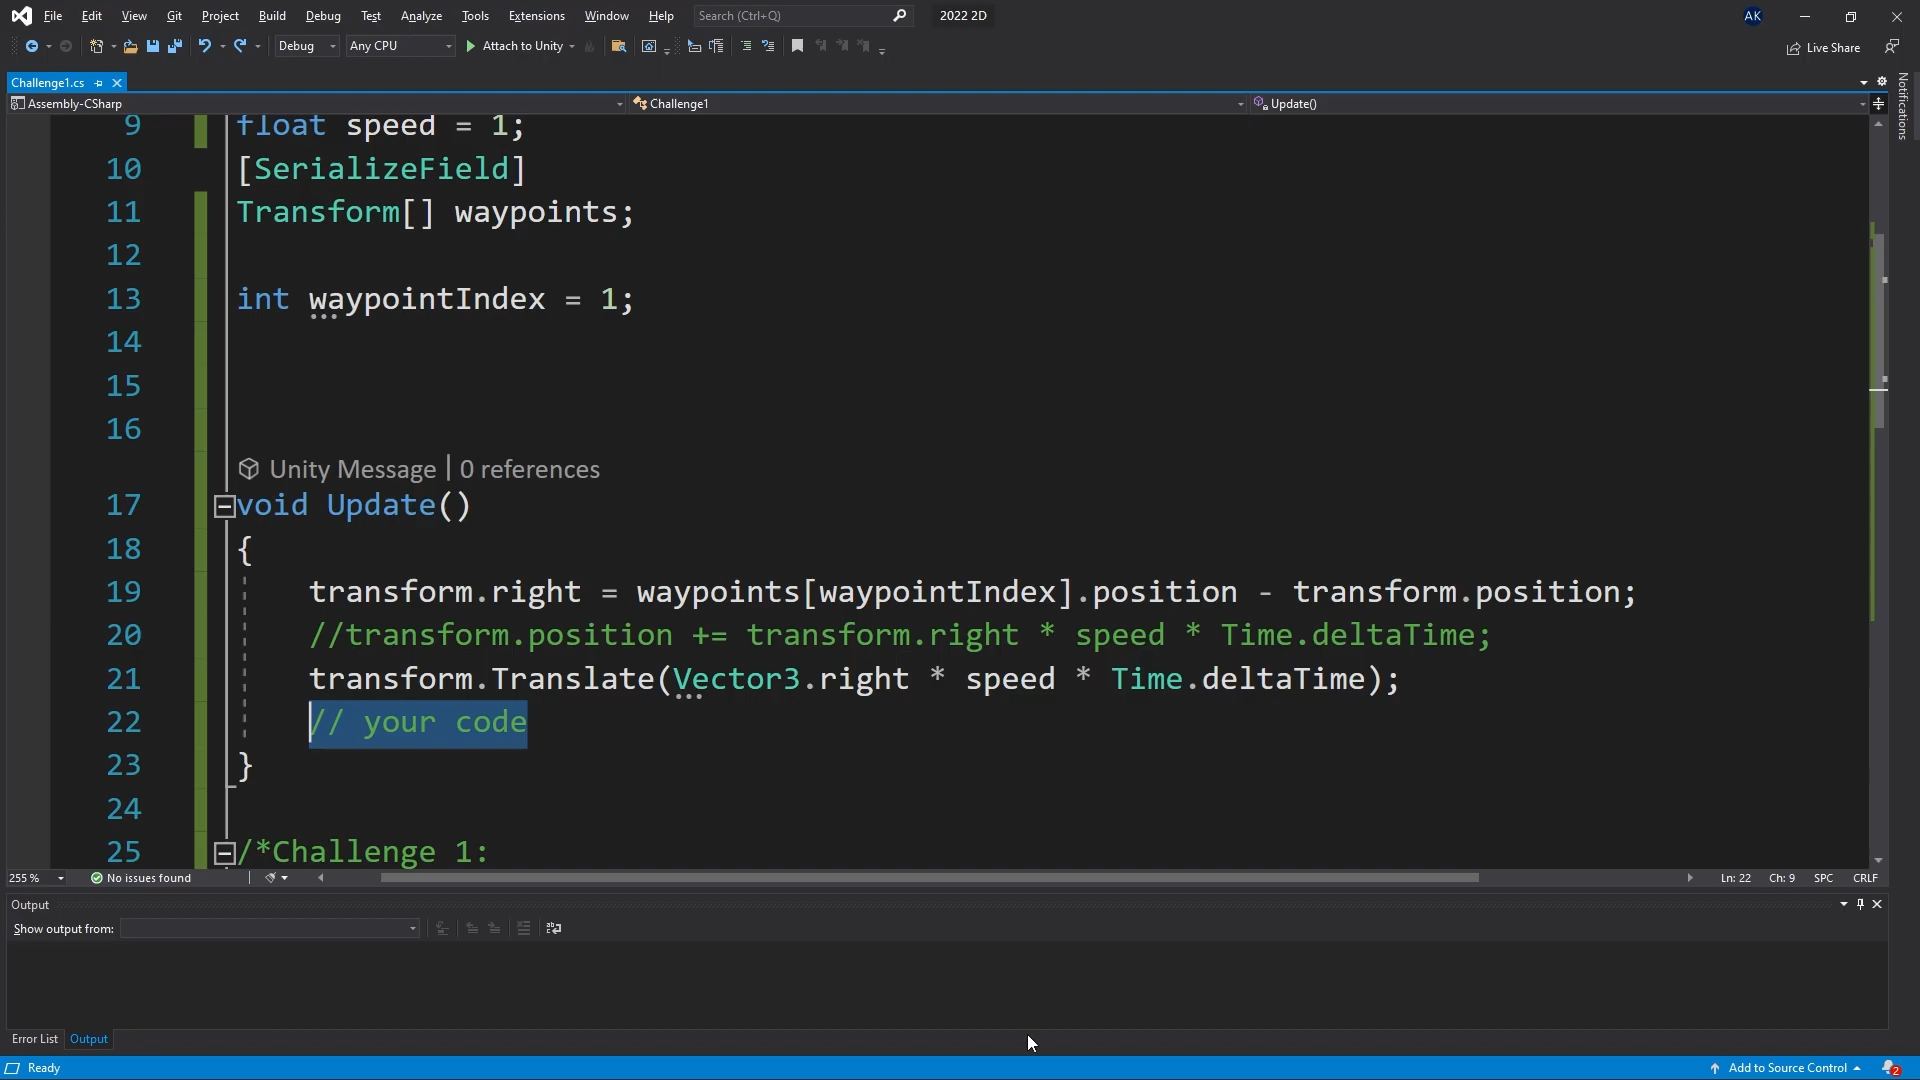 File Edit View Git Project Build Debug Test Analyze Tools Extensions Window Help Search (Ctrl+Q) 2022 2D AK
Debug Any CPU Attach to Unity Live Share
Challenge1.cs
Assembly-CSharp Challenge1 Update()
Notifications
9 float speed = 1;
10 [SerializeField]
11 Transform[] waypoints;
12
13 int waypointIndex = 1;
14
15
16
Unity Message | 0 references
17 void Update()
18 {
19 transform.right = waypoints[waypointIndex].position - transform.position;
20 //transform.position += transform.right * speed * Time.deltaTime;
21 transform.Translate(Vector3.right * speed * Time.deltaTime);
22 // your code
23 }
24
25 /*Challenge 1:
255 % No issues found Ln: 22 Ch: 9 SPC CRLF
Output
Show output from:
Error List Output
Ready Add to Source Control 2